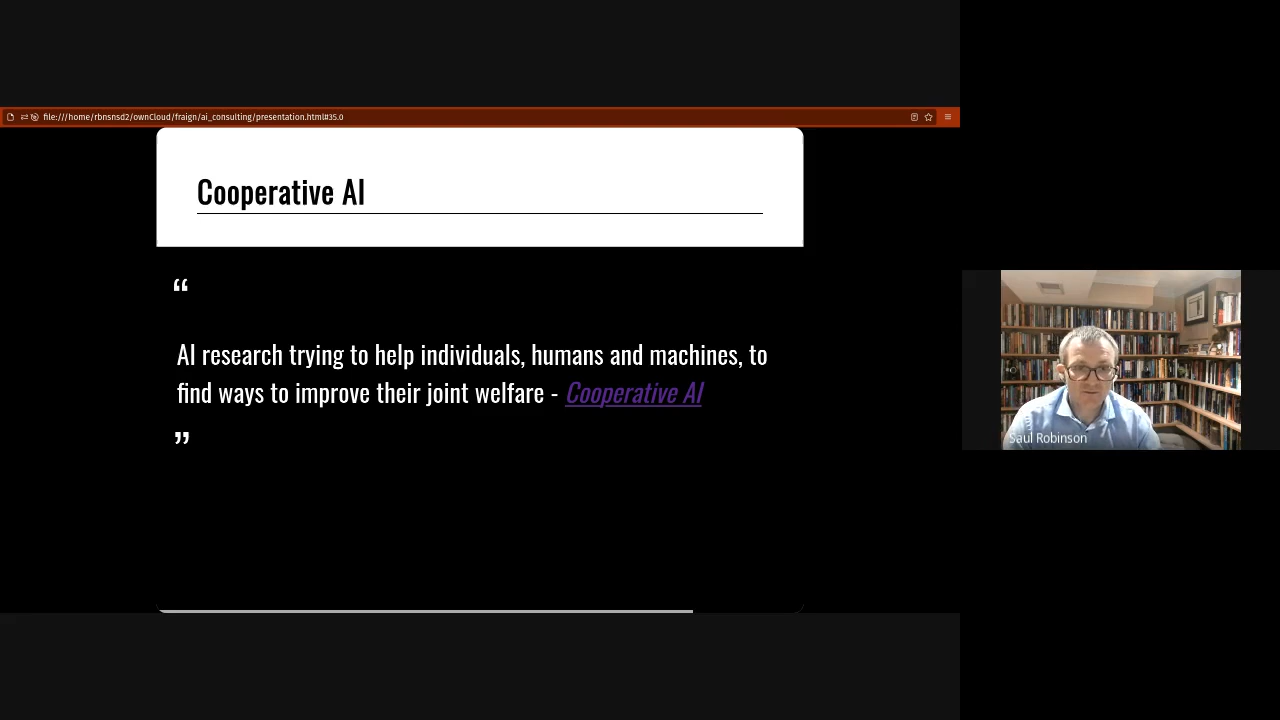 file:///home/rbnsnsd2/ownCloud/fraign/ai_consulting/presentation.html#35.0
Cooperative AI
“
AI research trying to help individuals, humans and machines, to
find ways to improve their joint welfare - Cooperative AI
”
Saul Robinson